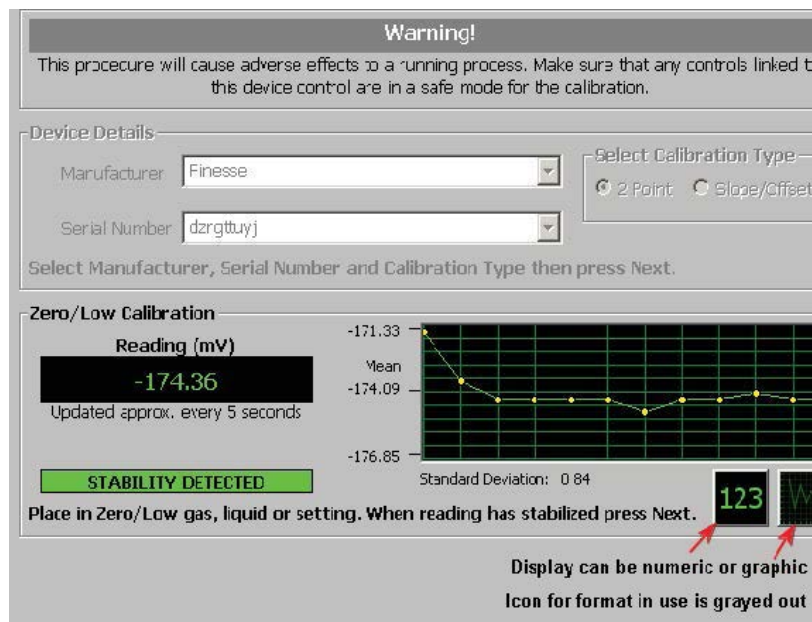 Warning!
This procecure will cause adverse effects to a running process. Make sure that any controls linked t
this device control are in a safe mode for the calibration.
Device Details
Manufacturer
Finesse
Serial Number
dzrgttuyj
Select Calibration Type
2 Point
Slope/Offset
Select Manufacturer, Serial Number and Calibration Type then press Next.
Zero/Low Calibration
Reading (mV)
-174.36
Updated approx. every 5 seconds
STABILITY DETECTED
-171.33
Mean
-174.09
-176.85
Standard Deviation: 0 84
Place in Zero/Low gas, liquid or setting. When reading has stabilized press Next.
123
Display can be numeric or graphic
Icon for format in use is grayed out